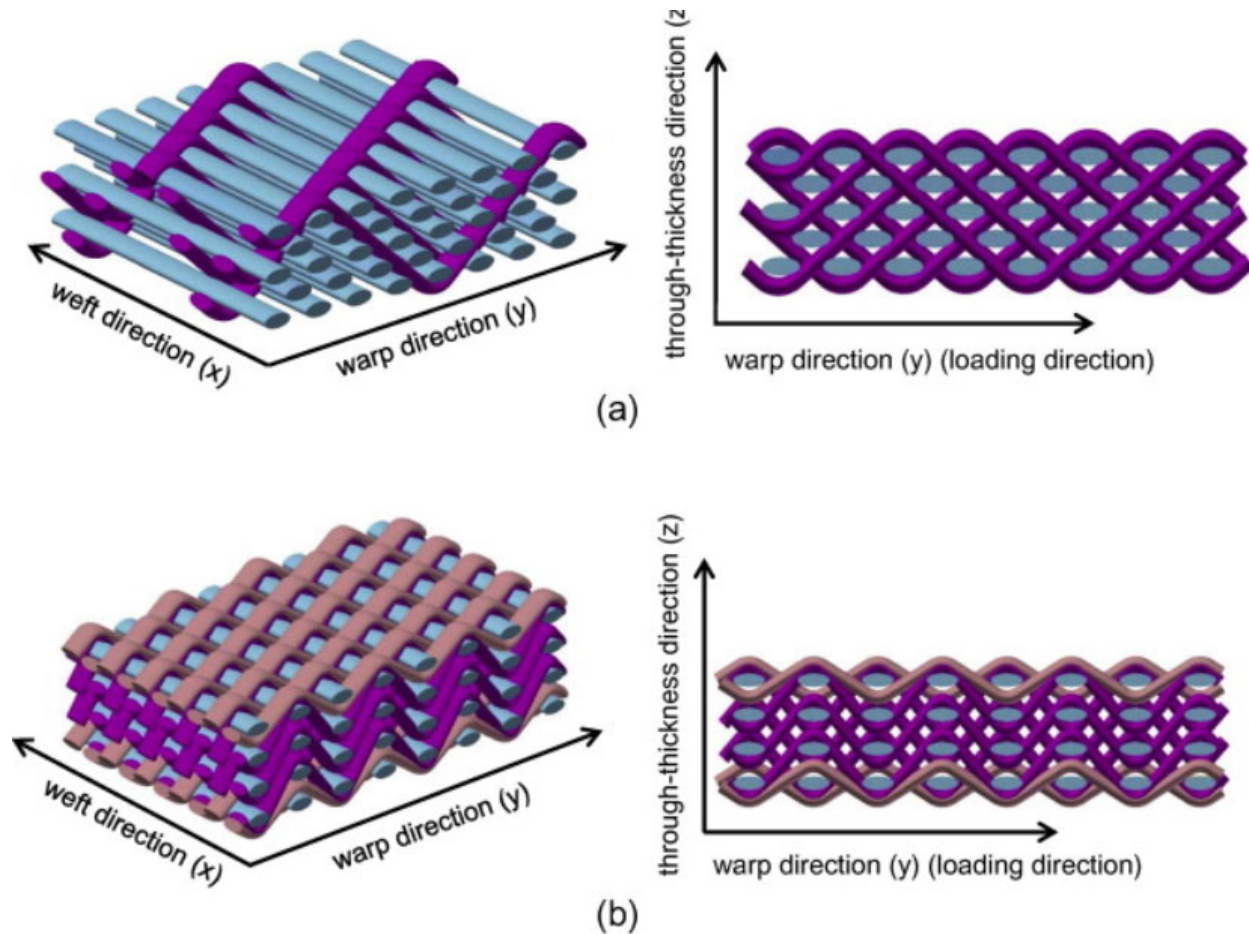 through-thickness direction (z
weft direction (x)
warp direction (y)
warp direction (y) (loading direction)
(a)
through-thickness direction (z)
weft direction (x)
warp direction (y)
warp direction (y) (loading direction)
(b)